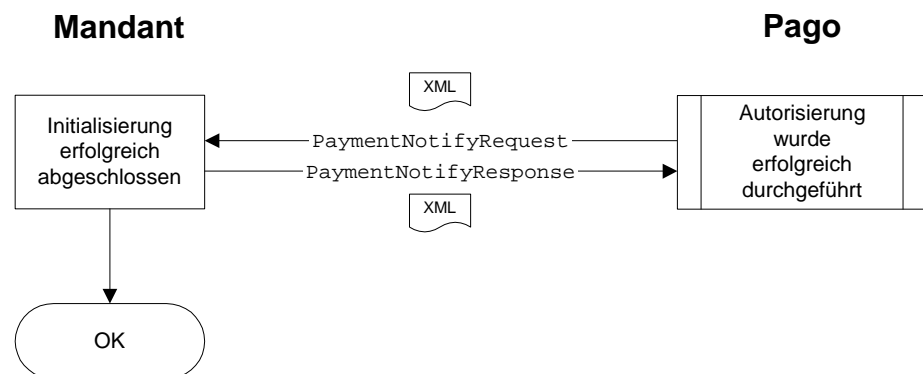 Mandant
Pago
XML
Initialisierung
erfolgreich
abgeschlossen
PaymentNotifyRequest
PaymentNotifyResponse
Autorisierung
wurde
erfolgreich
durchgeführt
XML
OK